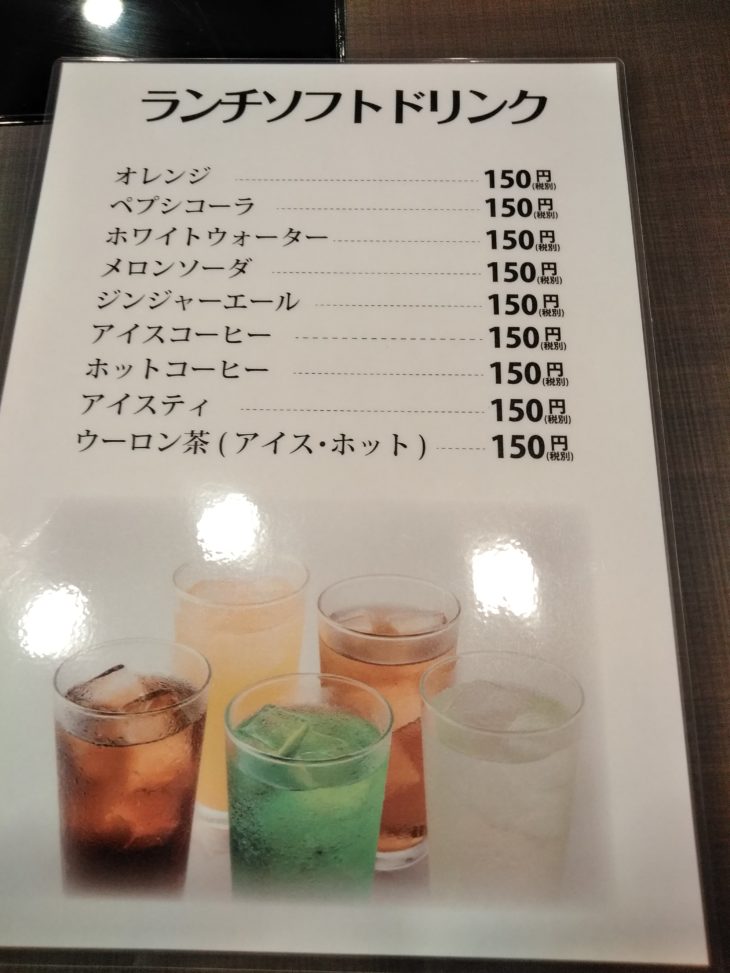 ランチソフトドリンク
オレンジ 150円(税別)
ペプシコーラ 150円(税別)
ホワイトウォーター 150円(税別)
メロンソーダ 150円(税別)
ジンジャーエール 150円(税別)
アイスコーヒー 150円(税別)
ホットコーヒー 150円(税別)
アイスティ 150円(税別)
ウーロン茶(アイス・ホット) 150円(税別)